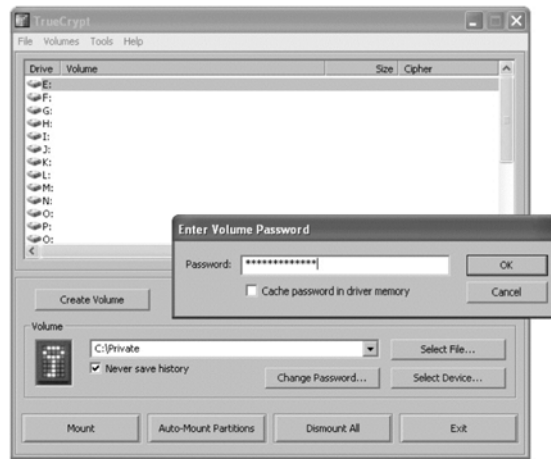 TrueCrypt
File Volumes Tools Help
Drive Volume Size Cipher
E:
F:
G:
H:
I:
J:
K:
L:
M:
N:
O:
P:
Q:
Enter Volume Password
Password: *************
OK
Cache password in driver memory
Cancel
Create Volume
Volume
C:\Private
Select File...
Never save history
Change Password...
Select Device...
Mount
Auto-Mount Partitions
Dismount All
Exit